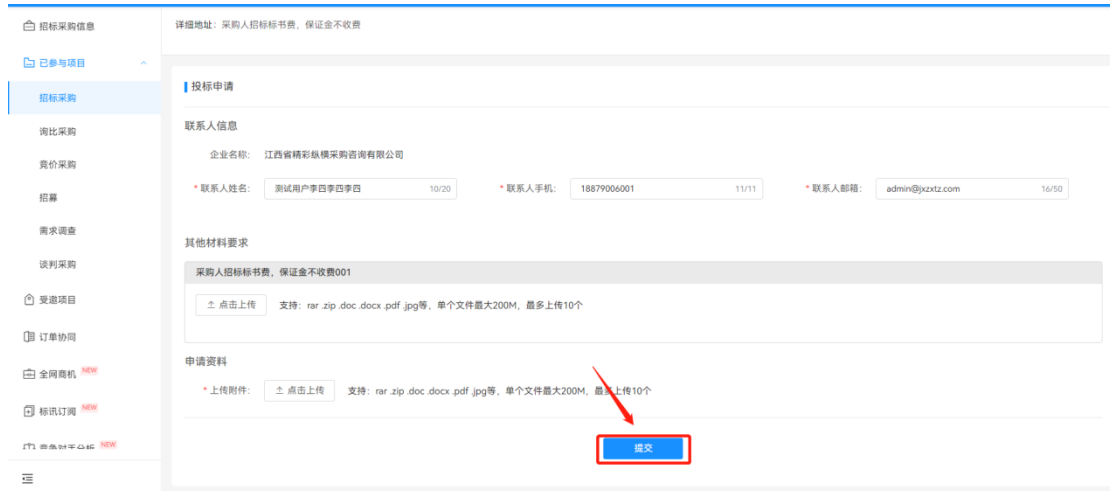 招标采购信息
已参与项目
招标采购
询比采购
竞价采购
招募
需求调查
谈判采购
受邀项目
订单协同
全网商机 NEW
标讯订阅 NEW
竞争对手分析 NEW
详细地址：采购人招标标书费，保证金不收费
投标申请
联系人信息
企业名称： 江西省精彩纵横采购咨询有限公司
* 联系人姓名： 测试用户李四李四李四 10/20 * 联系人手机： 18879006001 11/11 * 联系人邮箱： admin@jxzxtz.com 16/50
其他材料要求
采购人招标标书费，保证金不收费001
点击上传 支持：rar .zip .doc .docx .pdf .jpg等，单个文件最大200M，最多上传10个
申请资料
* 上传附件： 点击上传 支持：rar .zip .doc .docx .pdf .jpg等，单个文件最大200M，最多上传10个
提交